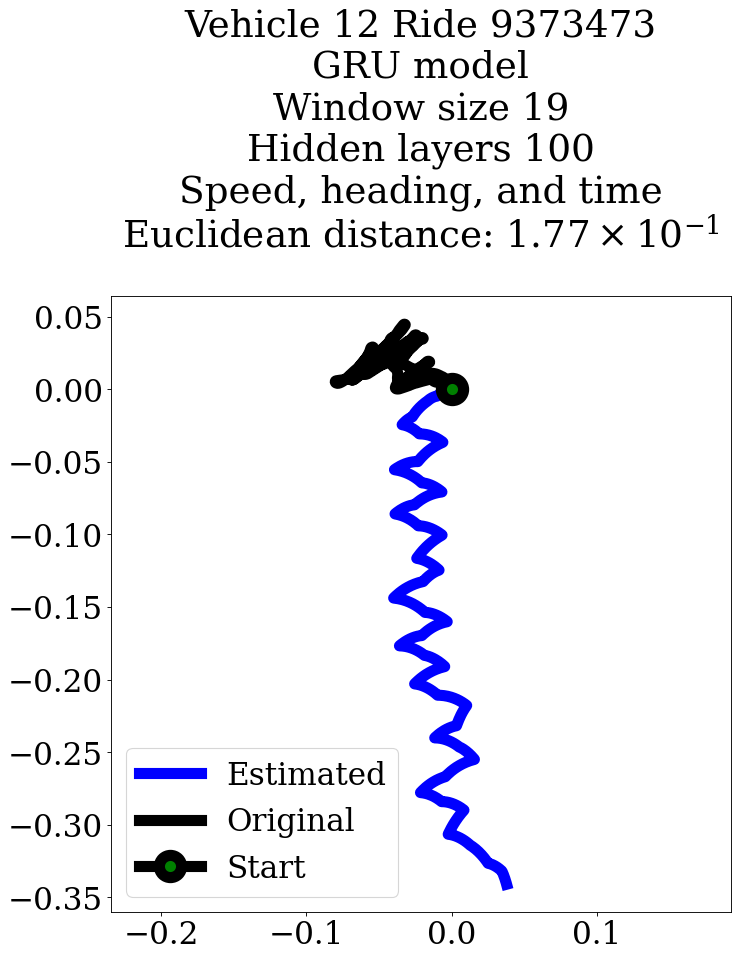 Vehicle 12 Ride 9373473
GRU model
Window size 19
Hidden layers 100
Speed, heading, and time
Euclidean distance: 1.77 × 10⁻¹
0.05
0.00
−0.05
−0.10
−0.15
−0.20
−0.25
−0.30
−0.35
Estimated
Original
Start
−0.2 −0.1 0.0 0.1